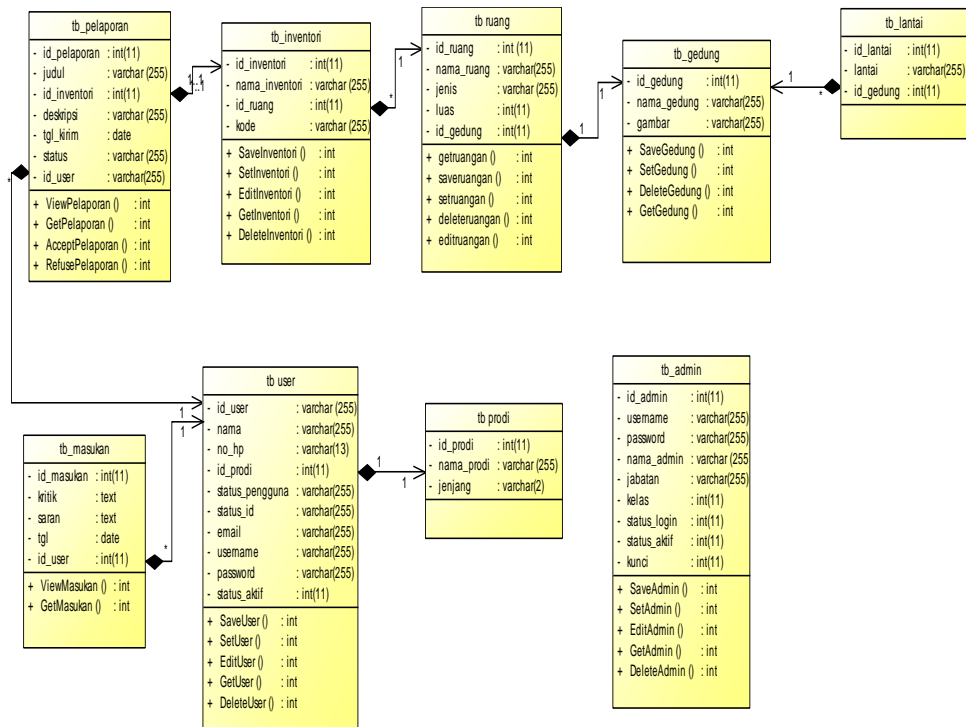 tb_pelaporan
- id_pelaporan : int(11)
- judul : varchar (255)
- id_inventori : int(11)
- deskripsi : varchar (255)
- tgl_kirim : date
- status : varchar (255)
- id_user : varchar(255)
+ ViewPelaporan () : int
+ GetPelaporan () : int
+ AcceptPelaporan () : int
+ RefusePelaporan () : int
1..1
*
tb_inventori
- id_inventori : int(11)
- nama_inventori : varchar (255)
- id_ruang : int(11)
- kode : varchar (255)
+ SaveInventori () : int
+ SetInventori () : int
+ EditInventori () : int
+ GetInventori () : int
+ DeleteInventori () : int
*
1
tb ruang
- id_ruang : int (11)
- nama_ruang : varchar(255)
- jenis : varchar (255)
- luas : int(11)
- id_gedung : int(11)
+ getruangan () : int
+ saveruangan () : int
+ setruangan () : int
+ deleteruangan () : int
+ editruangan () : int
1
1
tb_gedung
- id_gedung : int(11)
- nama_gedung : varchar(255)
- gambar : varchar(255)
+ SaveGedung () : int
+ SetGedung () : int
+ DeleteGedung () : int
+ GetGedung () : int
1
*
tb_lantai
- id_lantai : int(11)
- lantai : varchar(255)
- id_gedung : int(11)
tb_masukan
- id_masukan : int(11)
- kritik : text
- saran : text
- tgl : date
- id_user : int(11)
+ ViewMasukan () : int
+ GetMasukan () : int
*
1
1
tb user
- id_user : varchar (255)
- nama : varchar(255)
- no_hp : varchar(13)
- id_prodi : int(11)
- status_pengguna : varchar(255)
- status_id : varchar(255)
- email : varchar(255)
- username : varchar(255)
- password : varchar(255)
- status_aktif : int(11)
+ SaveUser () : int
+ SetUser () : int
+ EditUser () : int
+ GetUser () : int
+ DeleteUser () : int
1
1
tb prodi
- id_prodi : int(11)
- nama_prodi : varchar (255)
- jenjang : varchar(2)
tb_admin
- id_admin : int(11)
- username : varchar(255)
- password : varchar(255)
- nama_admin : varchar (255)
- jabatan : varchar(255)
- kelas : int(11)
- status_login : int(11)
- status_aktif : int(11)
- kunci : int(11)
+ SaveAdmin () : int
+ SetAdmin () : int
+ EditAdmin () : int
+ GetAdmin () : int
+ DeleteAdmin () : int